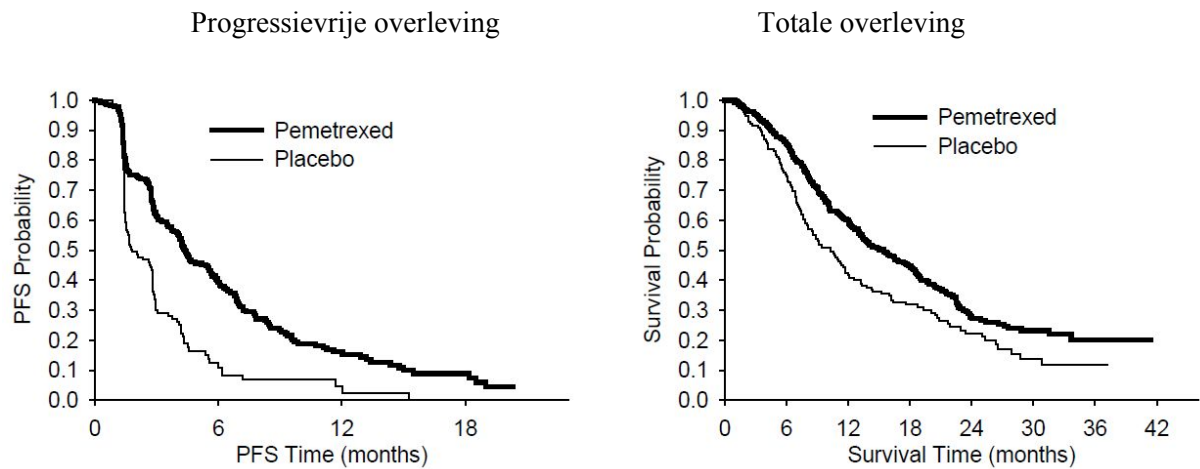 Progressievrije overleving
Totale overleving
PFS Probability
1.0
0.9
0.8
0.7
0.6
0.5
0.4
0.3
0.2
0.1
0.0
Pemetrexed
Placebo
0 6 12 18
PFS Time (months)
Survival Probability
1.0
0.9
0.8
0.7
0.6
0.5
0.4
0.3
0.2
0.1
0.0
Pemetrexed
Placebo
0 6 12 18 24 30 36 42
Survival Time (months)